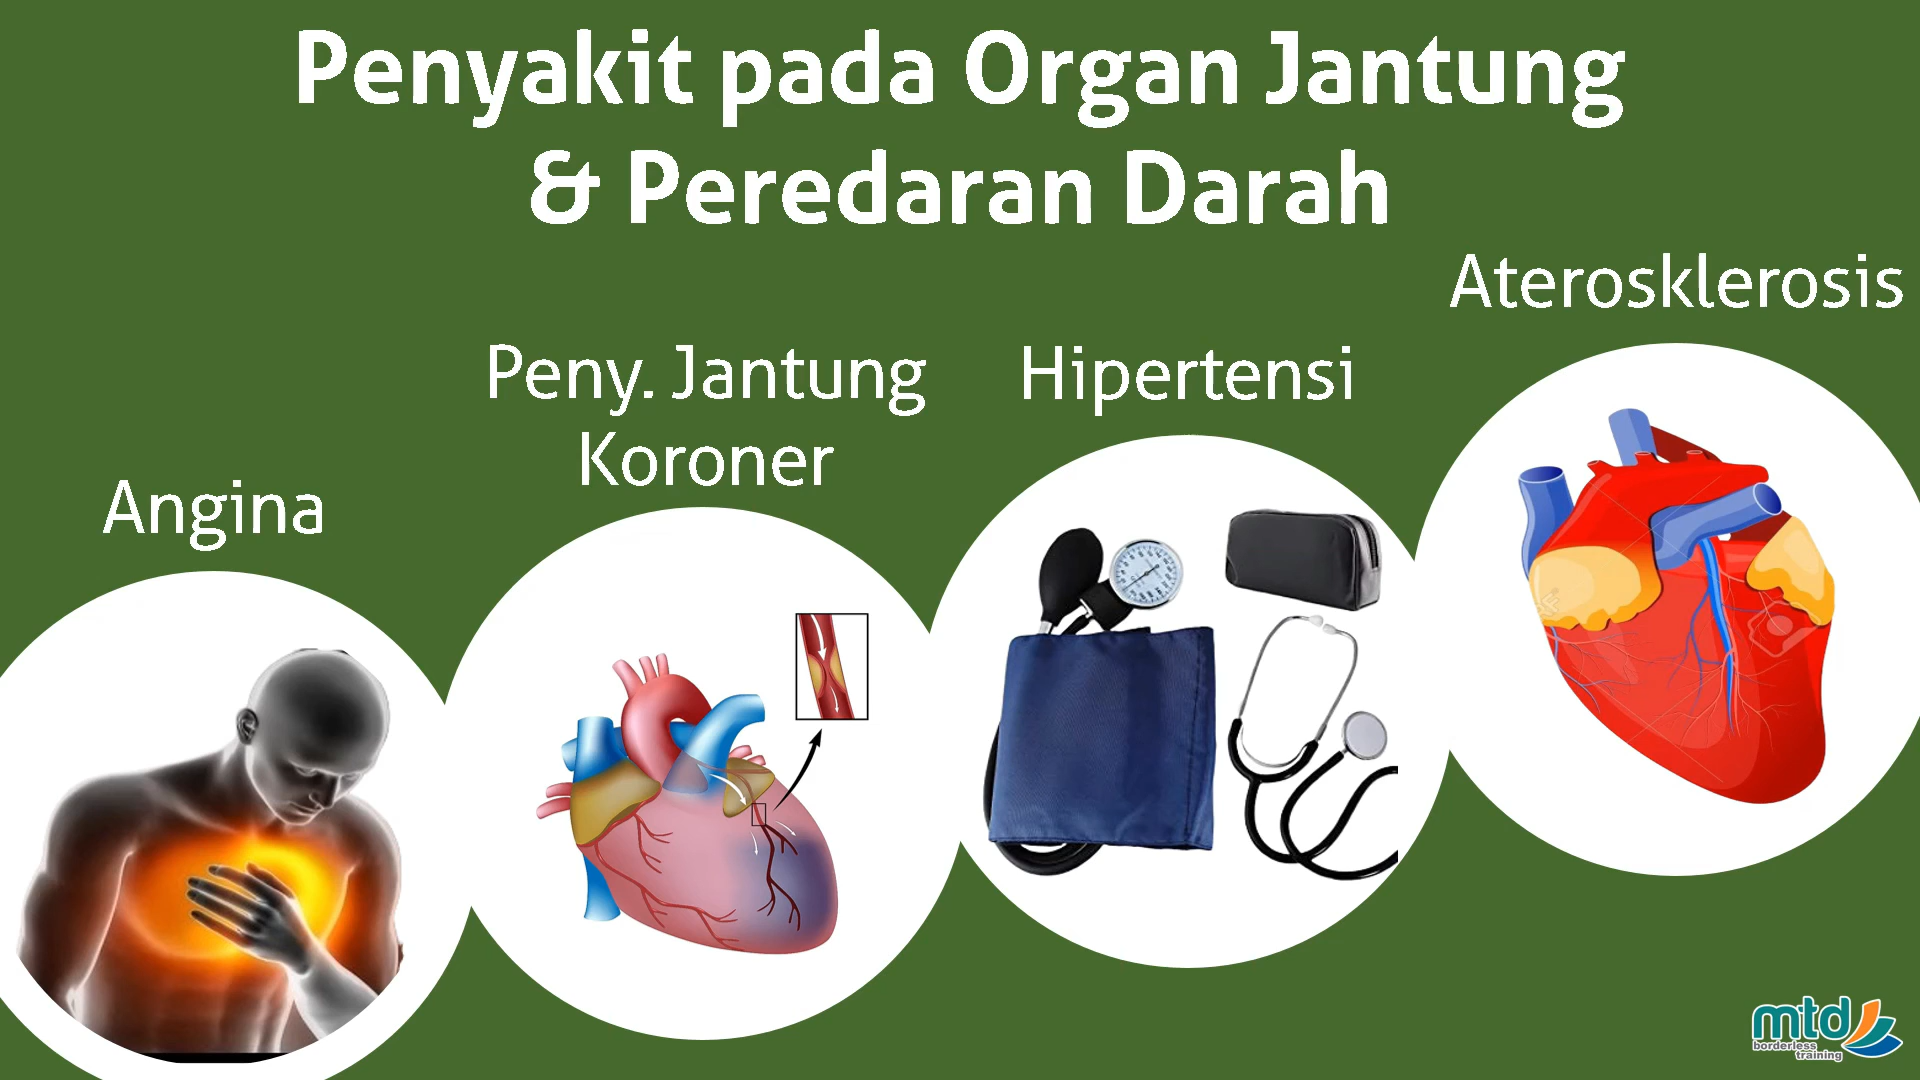 Penyakit pada Organ Jantung
& Peredaran Darah
Angina
Peny. Jantung
Koroner
Hipertensi
Aterosklerosis
mtd
borderless
training